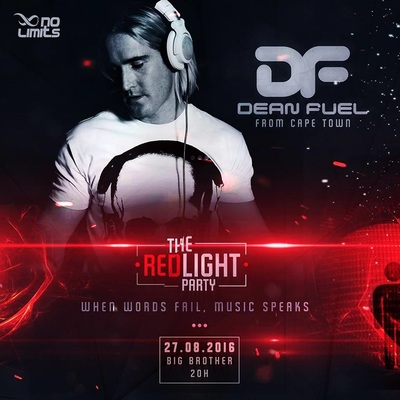 no
LIMITS
DF
DEAN FUEL
FROM CAPE TOWN
THE
REDLIGHT
PARTY
WHEN WORDS FAIL, MUSIC SPEAKS
27.08.2016
BIG BROTHER
20H